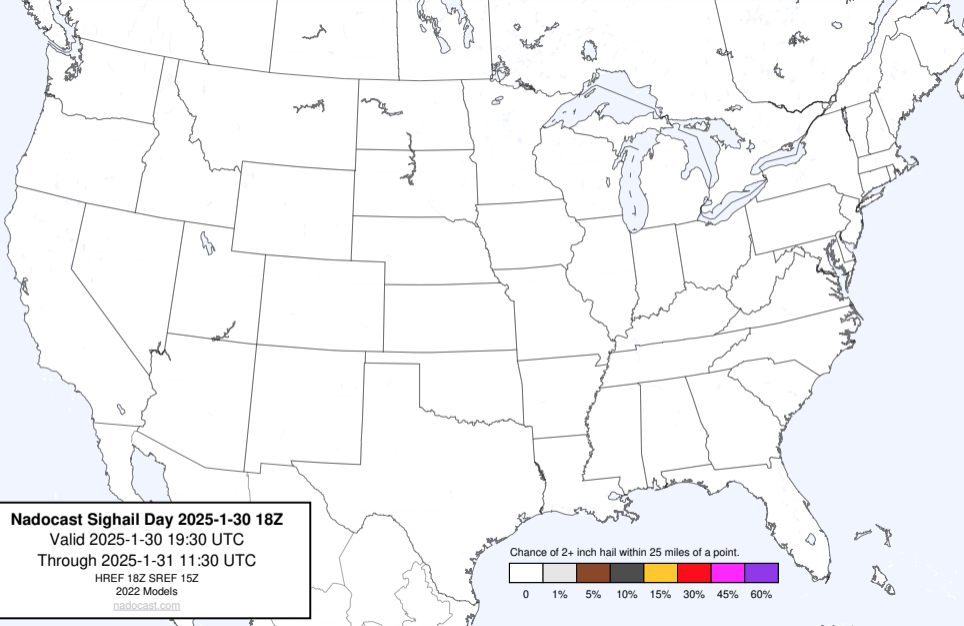 Nadocast Sighail Day 2025-1-30 18Z
Valid 2025-1-30 19:30 UTC
Through 2025-1-31 11:30 UTC
HREF 18Z SREF 15Z
2022 Models
nadocast.com
Chance of 2+ inch hail within 25 miles of a point.
0 1% 5% 10% 15% 30% 45% 60%